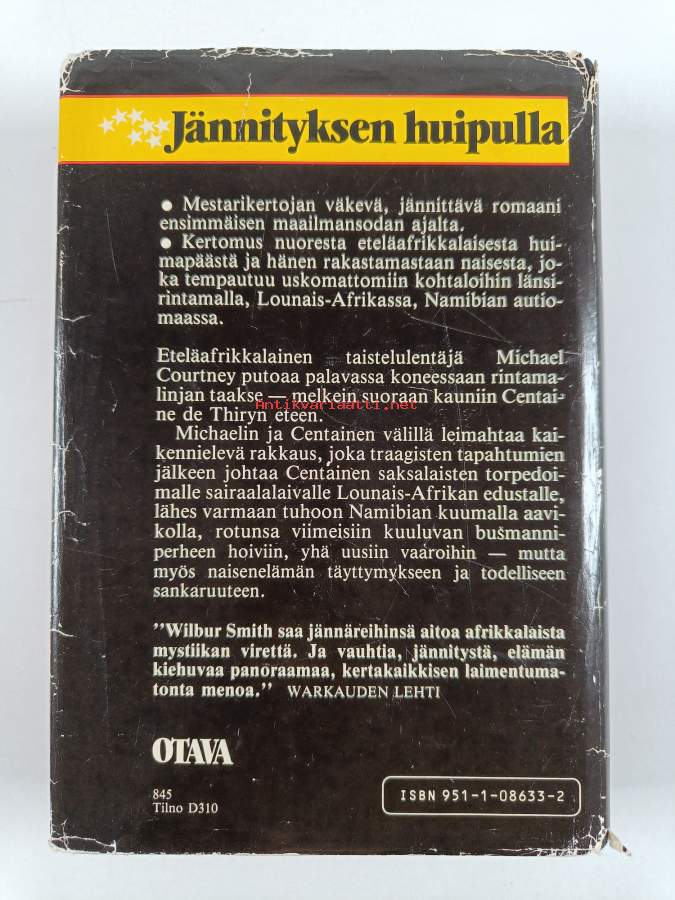 Jännityksen huipulla
● Mestarikertojan väkevä, jännittävä romaani
ensimmäisen maailmansodan ajalta.
● Kertomus nuoresta eteläafrikkalaisesta hui-
mapäästä ja hänen rakastamastaan naisesta, jo-
ka tempautuu uskomattomiin kohtaloihin länsi-
rintamalla, Lounais-Afrikassa, Namibian autio-
maassa.
Eteläafrikkalainen taistelulentäjä Michael
Courtney putoaa palavassa koneessaan rintama-
linjan taakse — melkein suoraan kauniin Centai-
ne de Thiryn eteen.
Antikvariaatti.net
Michaelin ja Centainen välillä leimahtaa kai-
kennielevä rakkaus, joka traagisten tapahtumien
jälkeen johtaa Centainen saksalaisten torpedoi-
malle sairaalalaivalle Lounais-Afrikan edustalle,
lähes varmaan tuhoon Namibian kuumalla aavi-
kolla, rotunsa viimeisiin kuuluvan bušmanni-
perheen hoiviin, yhä uusiin vaaroihin — mutta
myös naisenelämän täyttymykseen ja todelliseen
sankaruuteen.
"Wilbur Smith saa jännäreihinsä aitoa afrikkalaista
mystiikan virettä. Ja vauhtia, jännitystä, elämän
kiehuvaa panoraamaa, kertakaikkisen laimentuma-
tonta menoa." WARKAUDEN LEHTI
OTAVA
845
Tilno D310
ISBN 951-1-08633-2